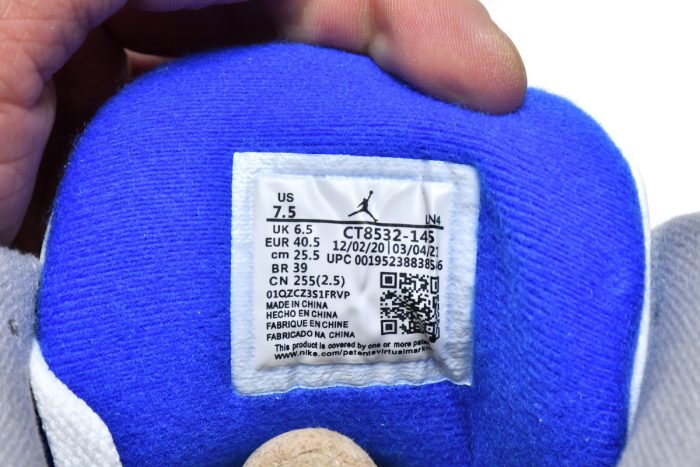 US
7.5
LN4
UK 6.5
CT8532-145
EUR 40.5
12/02/20
03/04/21
cm 25.5
UPC 00195238838546
BR 39
CN 255(2.5)
01QZCZ3S1FRVP
MADE IN CHINA
HECHO EN CHINA
FABRIQUE EN CHINE
FABRICADO NA CHINA
This product is covered by one or more
www.nike.com/patents